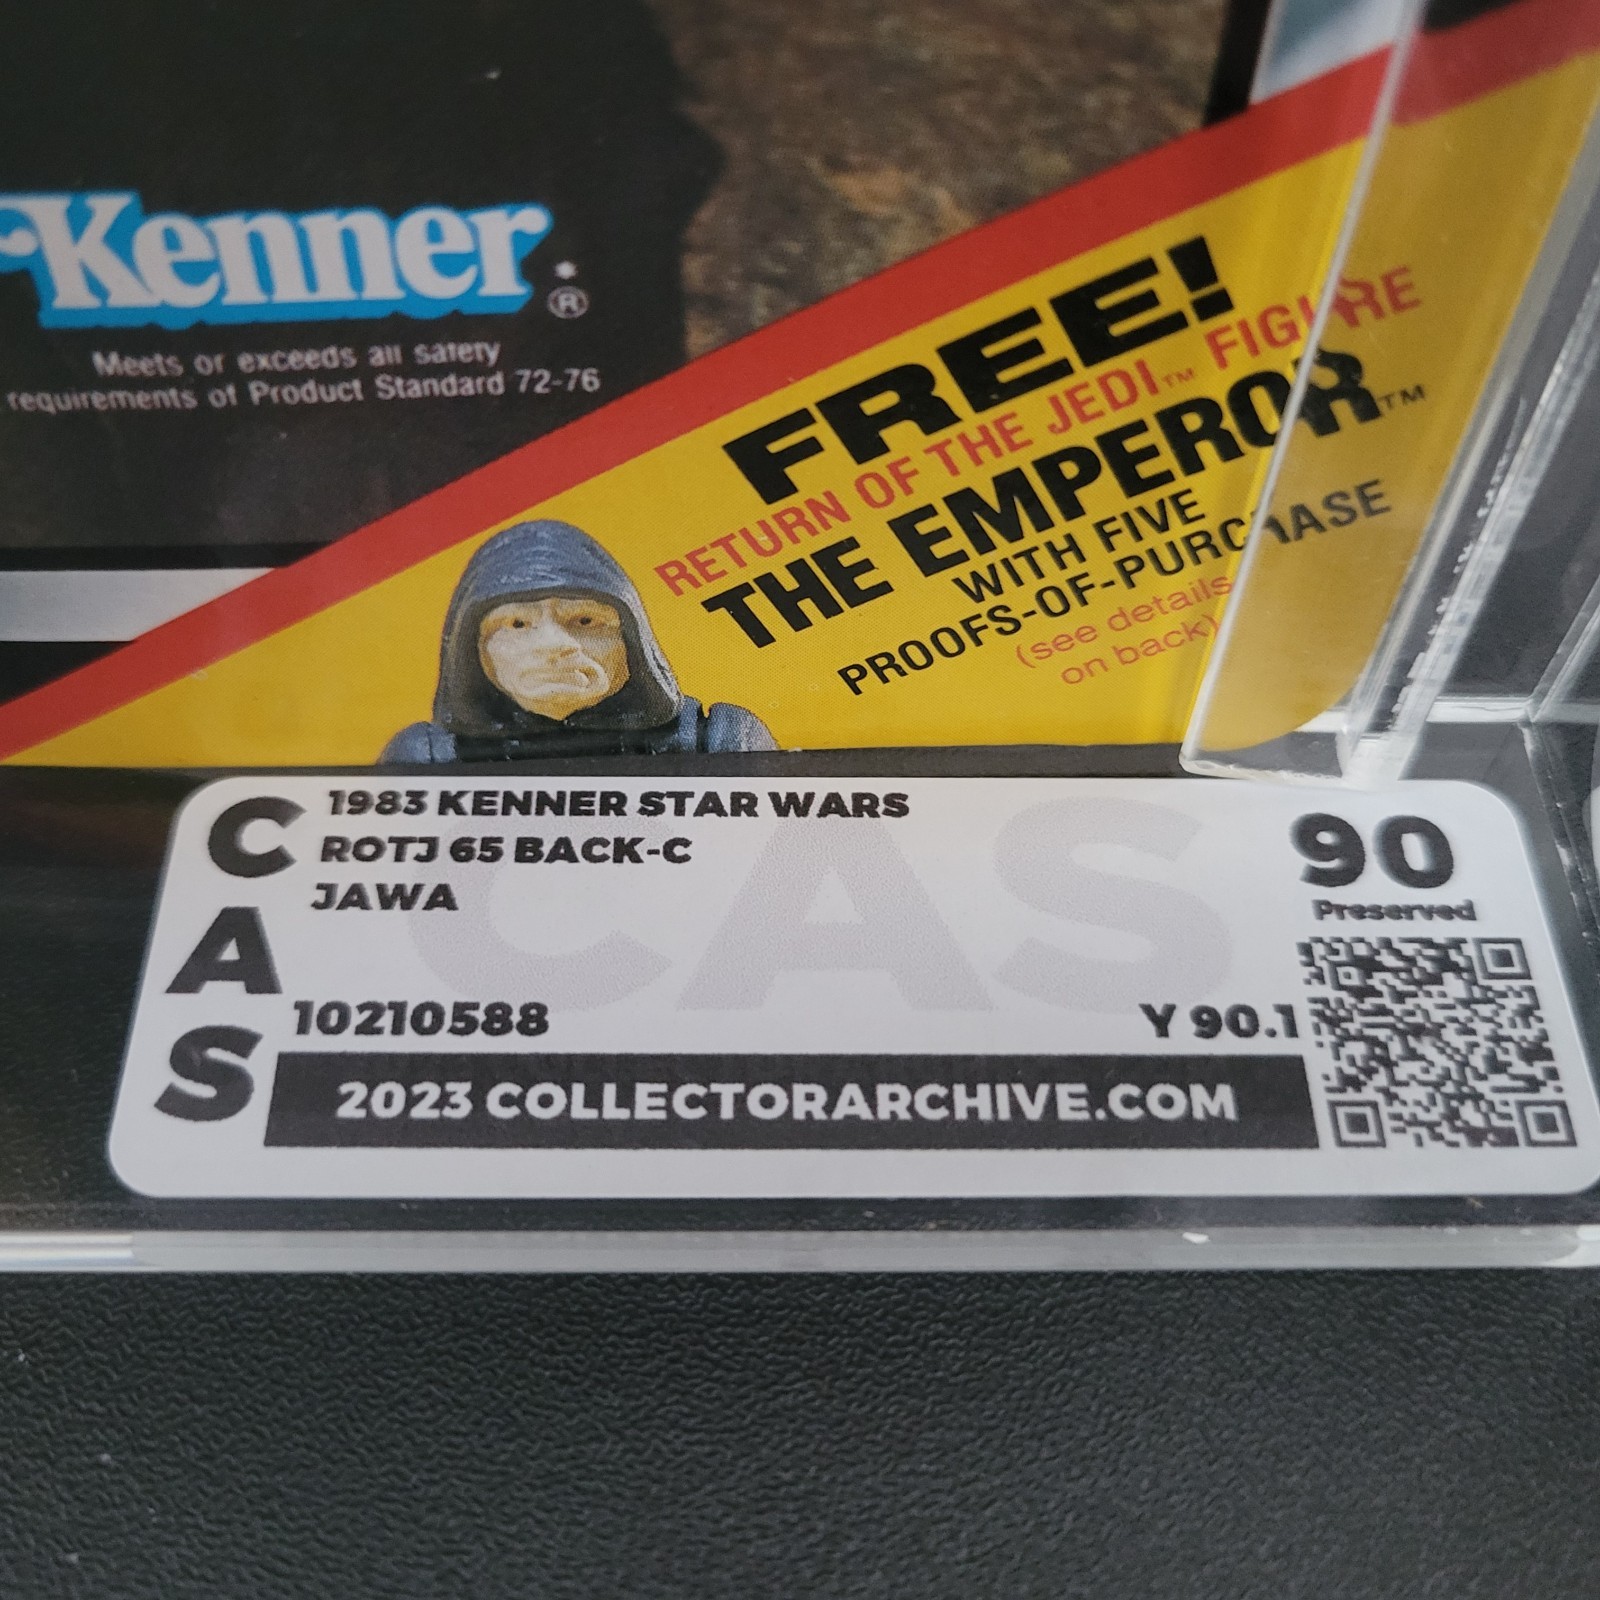 Kenner
®
Meets or exceeds all safety
requirements of Product Standard 72-76
FREE!
RETURN OF THE JEDI™ FIGURE
THE EMPEROR™
WITH FIVE
PROOFS-OF-PURCHASE
(see details
on back)
CAS
1983 KENNER STAR WARS
ROTJ 65 BACK-C
JAWA
CAS
90
Preserved
10210588
Y 90.1
2023 COLLECTORARCHIVE.COM